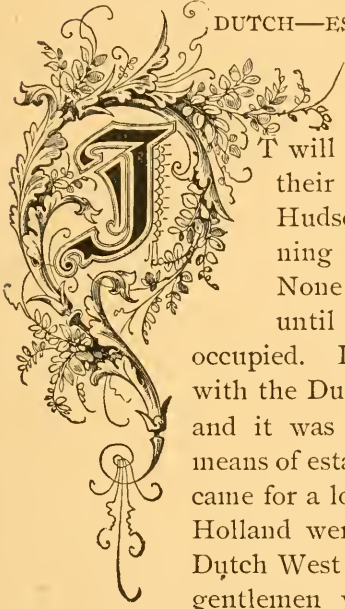 DUTCH—ES
IT will
their
Hudso
ning
None
until
occupied. I
with the Du
and it was
means of esta
came for a lo
Holland wer
Dutch West
gentlemen v